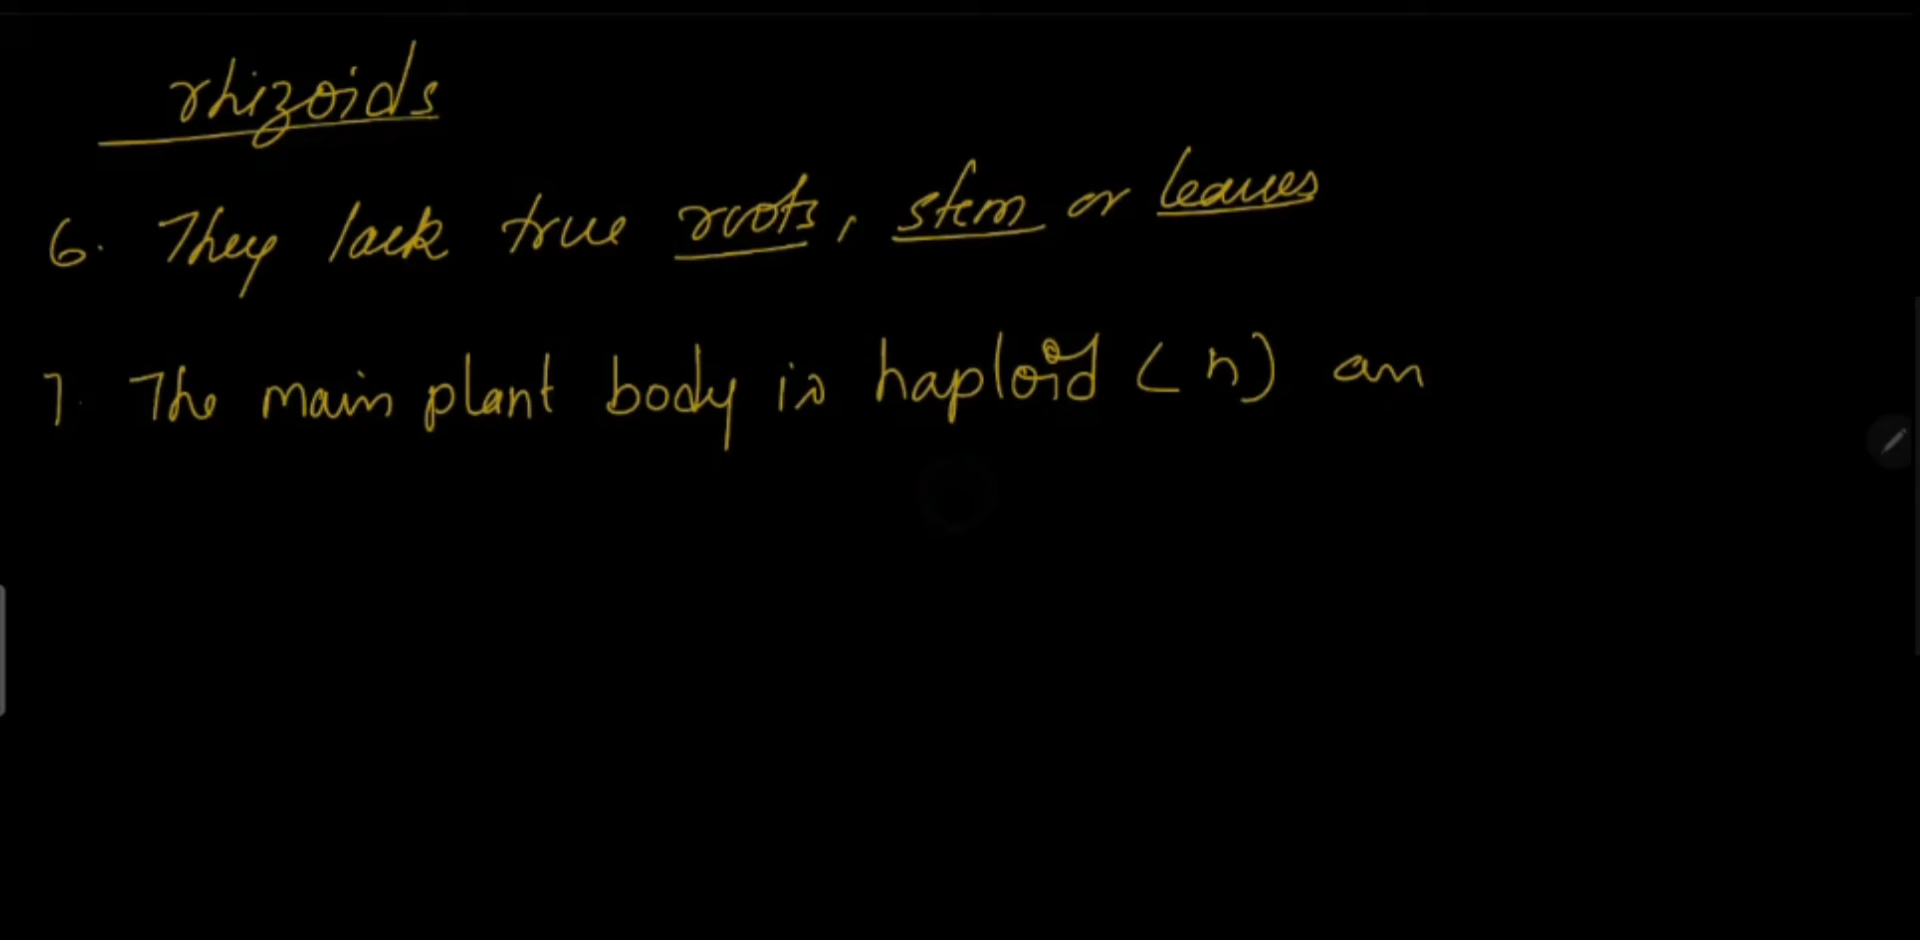 rhizoids
6. They lack true roots, stem or leaves
7. The main plant body is haploid (n) an